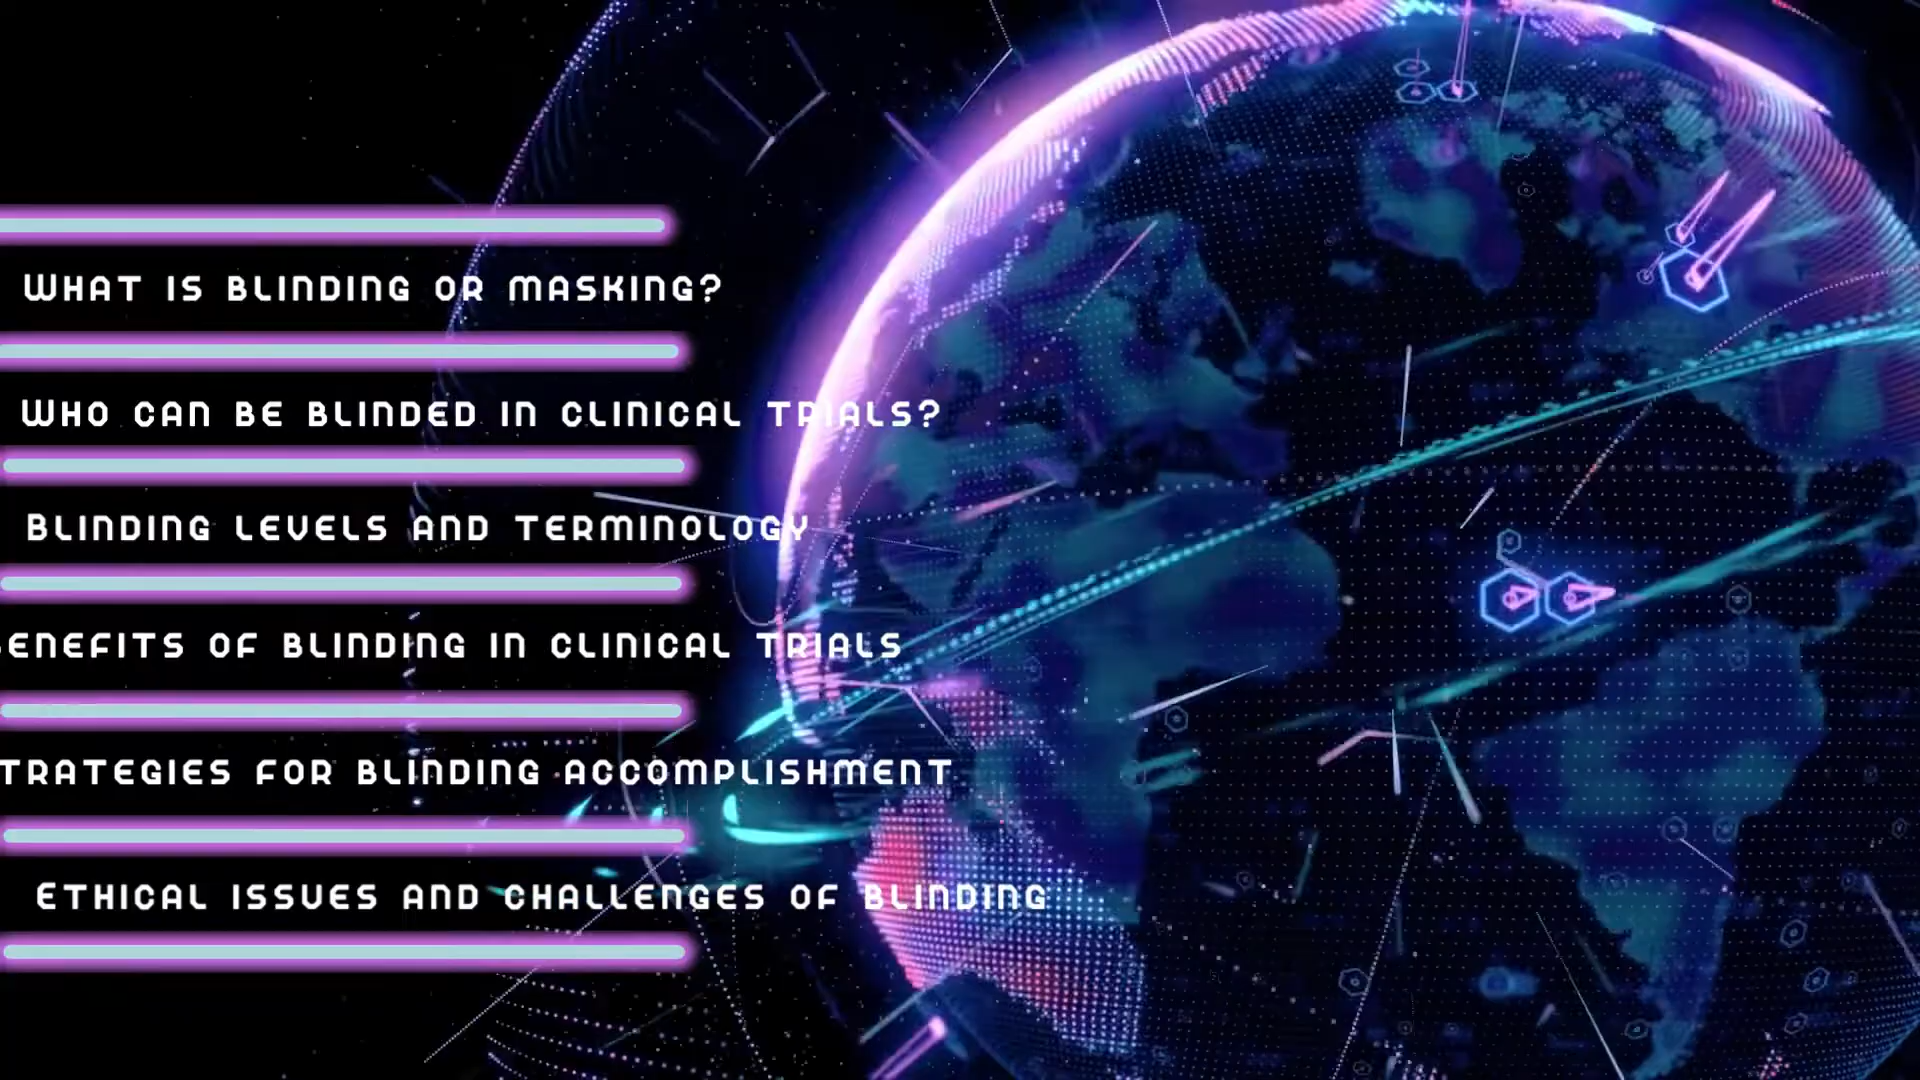 What is blinding or masking?
Who can be blinded in clinical trials?
Blinding levels and terminology
enefits of blinding in clinical trials
trategies for blinding accomplishment
Ethical issues and challenges of blinding